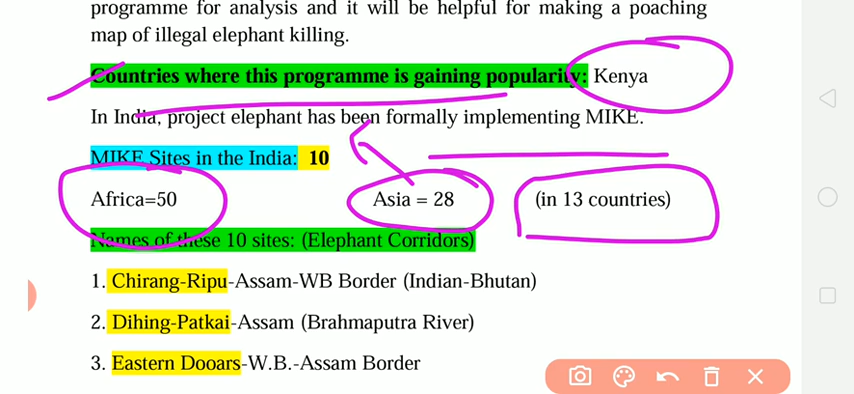 programme for analysis and it will be helpful for making a poaching
map of illegal elephant killing.
Countries where this programme is gaining popularity: Kenya
In India, project elephant has been formally implementing MIKE.
MIKE Sites in the India: 10
Africa=50 Asia = 28 (in 13 countries)
Names of these 10 sites: (Elephant Corridors)
1. Chirang-Ripu-Assam-WB Border (Indian-Bhutan)
2. Dihing-Patkai-Assam (Brahmaputra River)
3. Eastern Dooars-W.B.-Assam Border